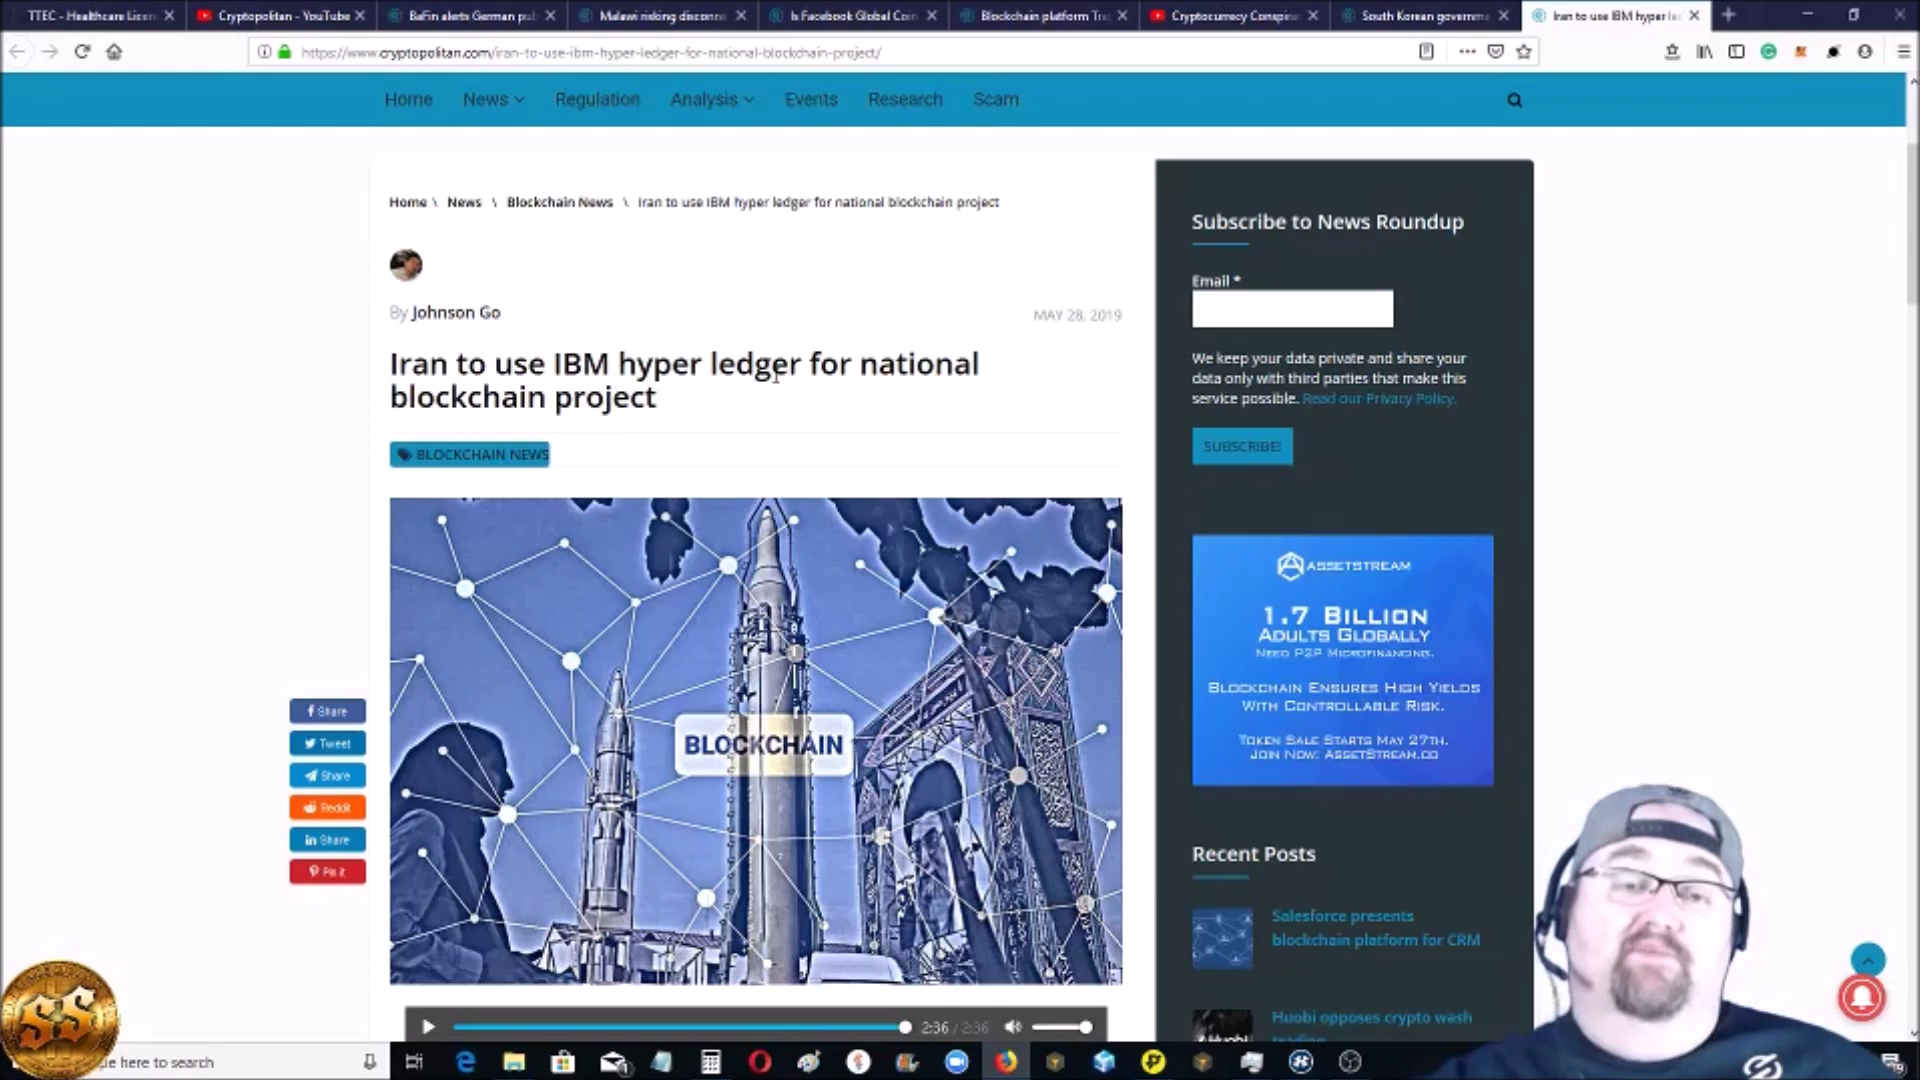 TTEC - Healthcare Licen
Cryptopolitan - YouTube
BaFin alerts German pu
Malawi risking disconne
Is Facebook Global Coin
Blockchain platform Tr
Cryptocurrency Conspir
South Korean governm
Iran to use IBM hyper le
https://www.cryptopolitan.com/iran-to-use-ibm-hyper-ledger-for-national-blockchain-project/
Home News Regulation Analysis Events Research Scam
Home \ News \ Blockchain News \ Iran to use IBM hyper ledger for national blockchain project
By Johnson Go
MAY 28, 2019
Iran to use IBM hyper ledger for national
blockchain project
BLOCKCHAIN NEWS
BLOCKCHAIN
Share
Tweet
Share
Reddit
in Share
Pin it
2:36 / 2:36
Subscribe to News Roundup
Email *
We keep your data private and share your
data only with third parties that make this
service possible. Read our Privacy Policy.
SUBSCRIBE!
ASSETSTREAM
1.7 BILLION
ADULTS GLOBALLY
NEED P2P MICROFINANCING.
BLOCKCHAIN ENSURES HIGH YIELDS
WITH CONTROLLABLE RISK.
TOKEN SALE STARTS MAY 27TH.
JOIN NOW: ASSETSTREAM.CO
Recent Posts
Salesforce presents
blockchain platform for CRM
Huobi opposes crypto wash
trading
SS
pe here to search